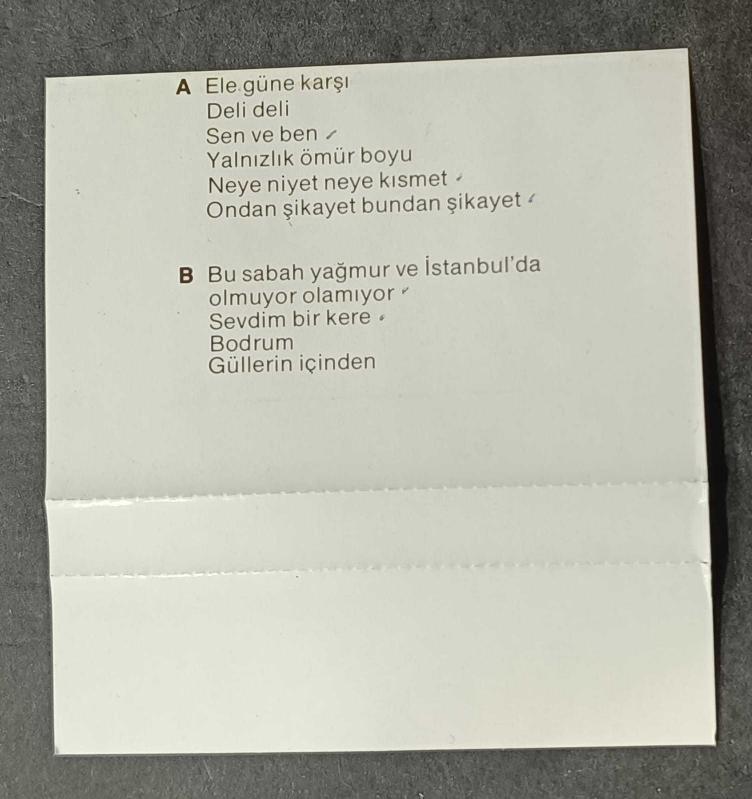 A Ele güne karşı
Deli deli
Sen ve ben
Yalnızlık ömür boyu
Neye niyet neye kısmet
Ondan şikayet bundan şikayet
B Bu sabah yağmur ve İstanbul'da
olmuyor olamıyor
Sevdim bir kere
Bodrum
Güllerin içinden